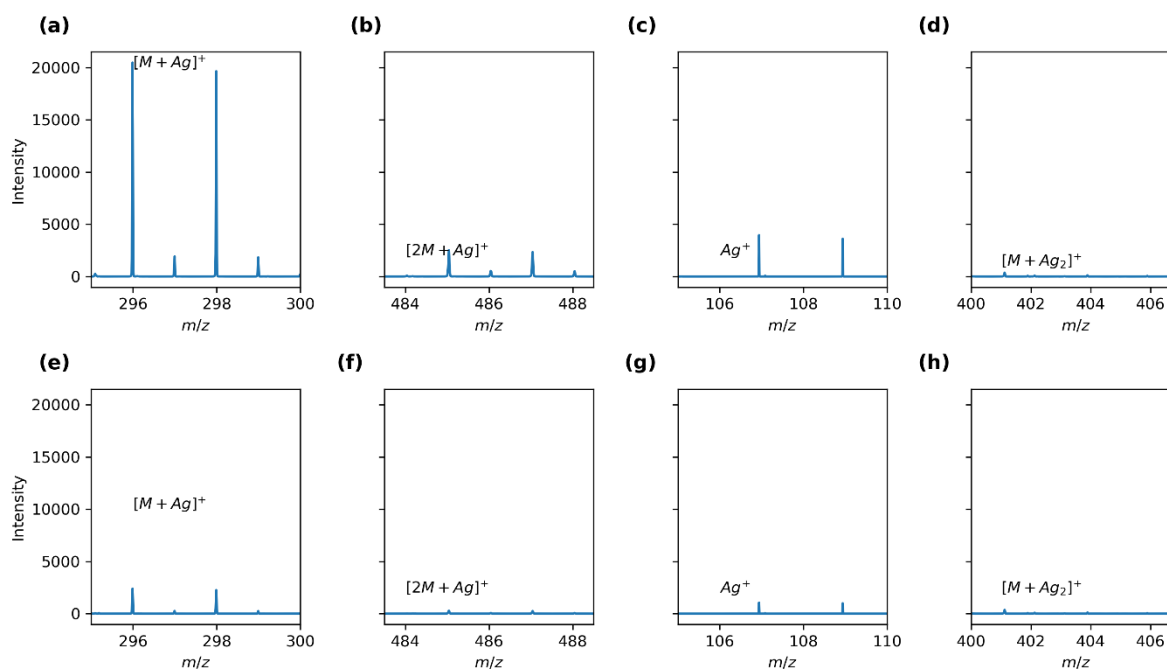 (a) (b) (c) (d)
[M + Ag]⁺
[2M + Ag]⁺
Ag⁺
[M + Ag₂]⁺
Intensity
20000
15000
10000
5000
0
296 298 300
484 486 488
106 108 110
400 402 404 406
m/z m/z m/z m/z
(e) (f) (g) (h)
[M + Ag]⁺
[2M + Ag]⁺
Ag⁺
[M + Ag₂]⁺
Intensity
20000
15000
10000
5000
0
296 298 300
484 486 488
106 108 110
400 402 404 406
m/z m/z m/z m/z